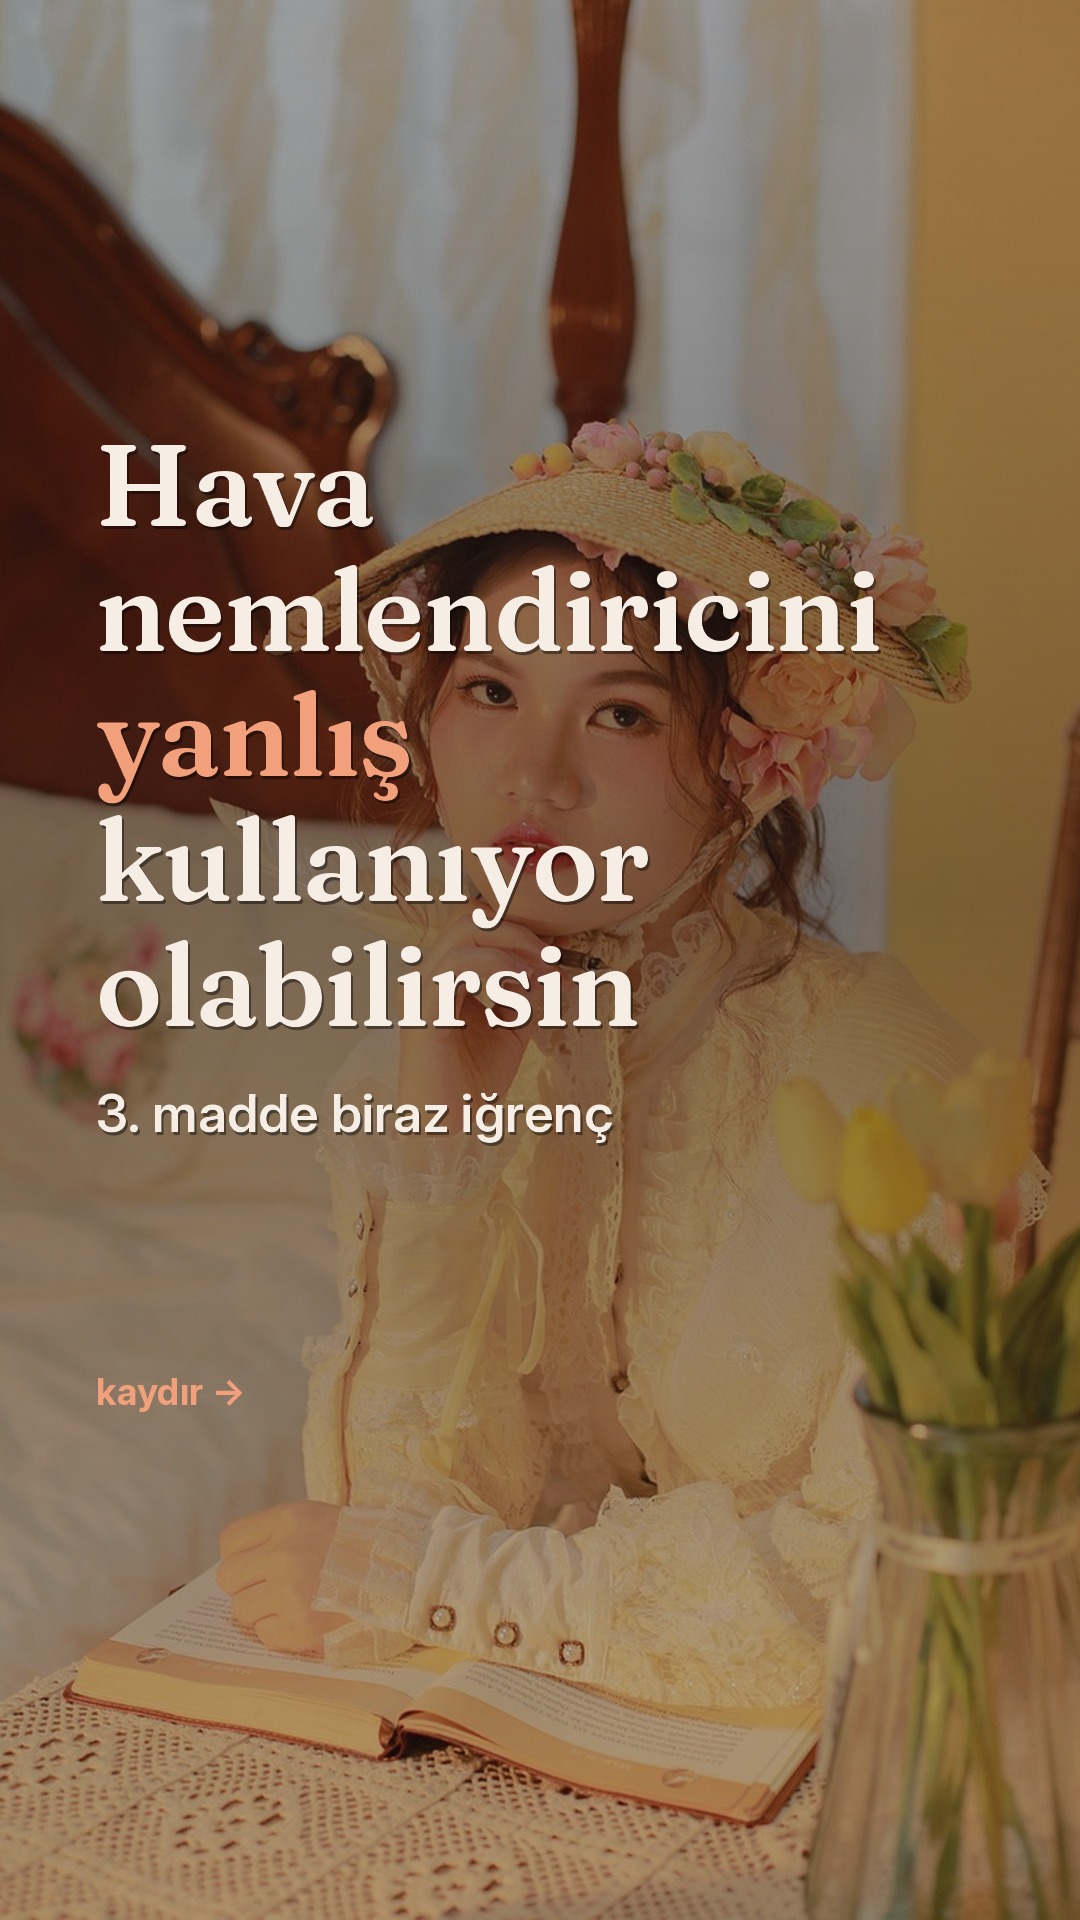 Hava
nemlendiricini
yanlış
kullanıyor
olabilirsin
3. madde biraz iğrenç
kaydır →